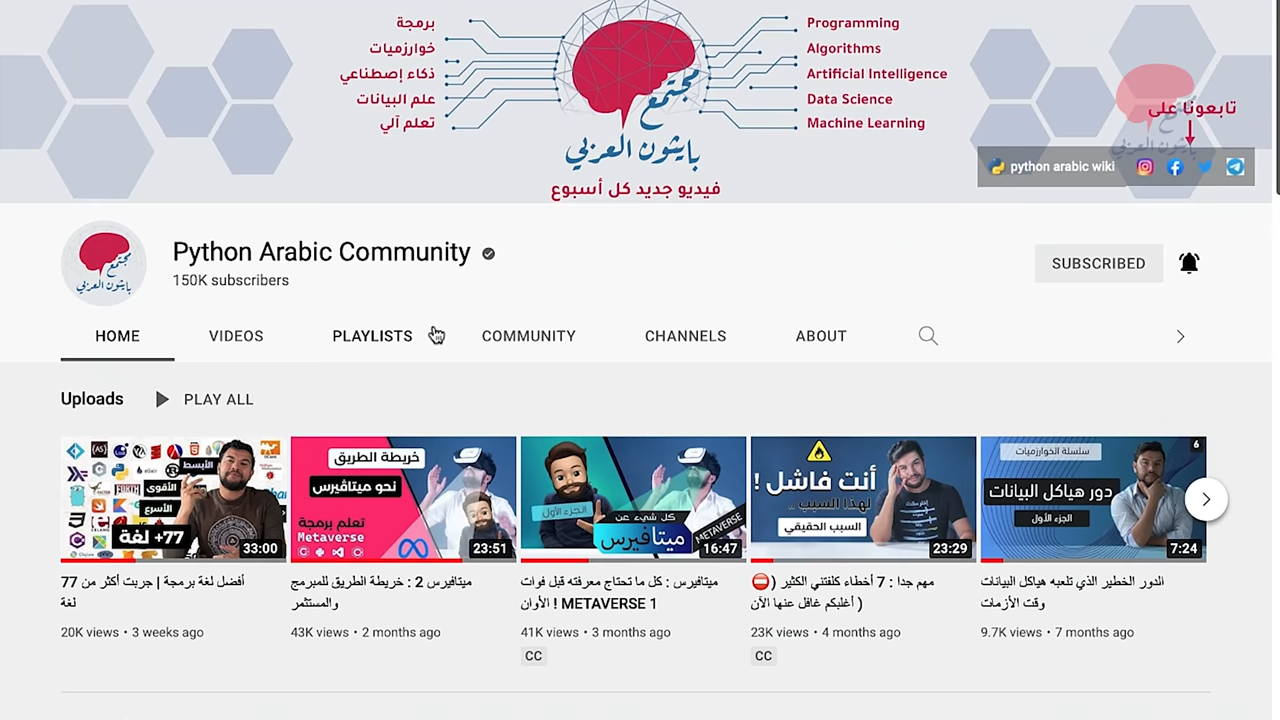 برمجة
خوارزميات
ذكاء إصطناعي
علم البيانات
تعلم آلي
مجتمع
بايثون العربي
فيديو جديد كل أسبوع
Programming
Algorithms
Artificial Intelligence
Data Science
Machine Learning
تابعونا على
python arabic wiki
مجتمع
بايثون العربي
Python Arabic Community
150K subscribers
SUBSCRIBED
HOME
VIDEOS
PLAYLISTS
COMMUNITY
CHANNELS
ABOUT
Uploads
PLAY ALL
الأبسط
الأقوى
الأسرع
+77 لغة
33:00
أفضل لغة برمجة | جربت أكثر من 77
لغة
20K views • 3 weeks ago
خريطة الطريق
نحو ميتافيرس
تعلم برمجة
Metaverse
23:51
ميتافيرس 2 : خريطة الطريق للمبرمج
والمستثمر
43K views • 2 months ago
الجزء الأول
كل شيء عن
ميتافيرس
METAVERSE
16:47
ميتافيرس : كل ما تحتاج معرفته قبل فوات
الأوان ! METAVERSE 1
41K views • 3 months ago
CC
أنت فاشل !
لهذا السبب ..
السبب الحقيقي
23:29
مهم جدا : 7 أخطاء كلفتني الكثير (
أغلبكم غافل عنها الآن )
23K views • 4 months ago
CC
6
سلسلة الخوارزميات
دور هياكل البيانات
الجزء الأول
7:24
الدور الخطير الذي تلعبه هياكل البيانات
وقت الأزمات
9.7K views • 7 months ago